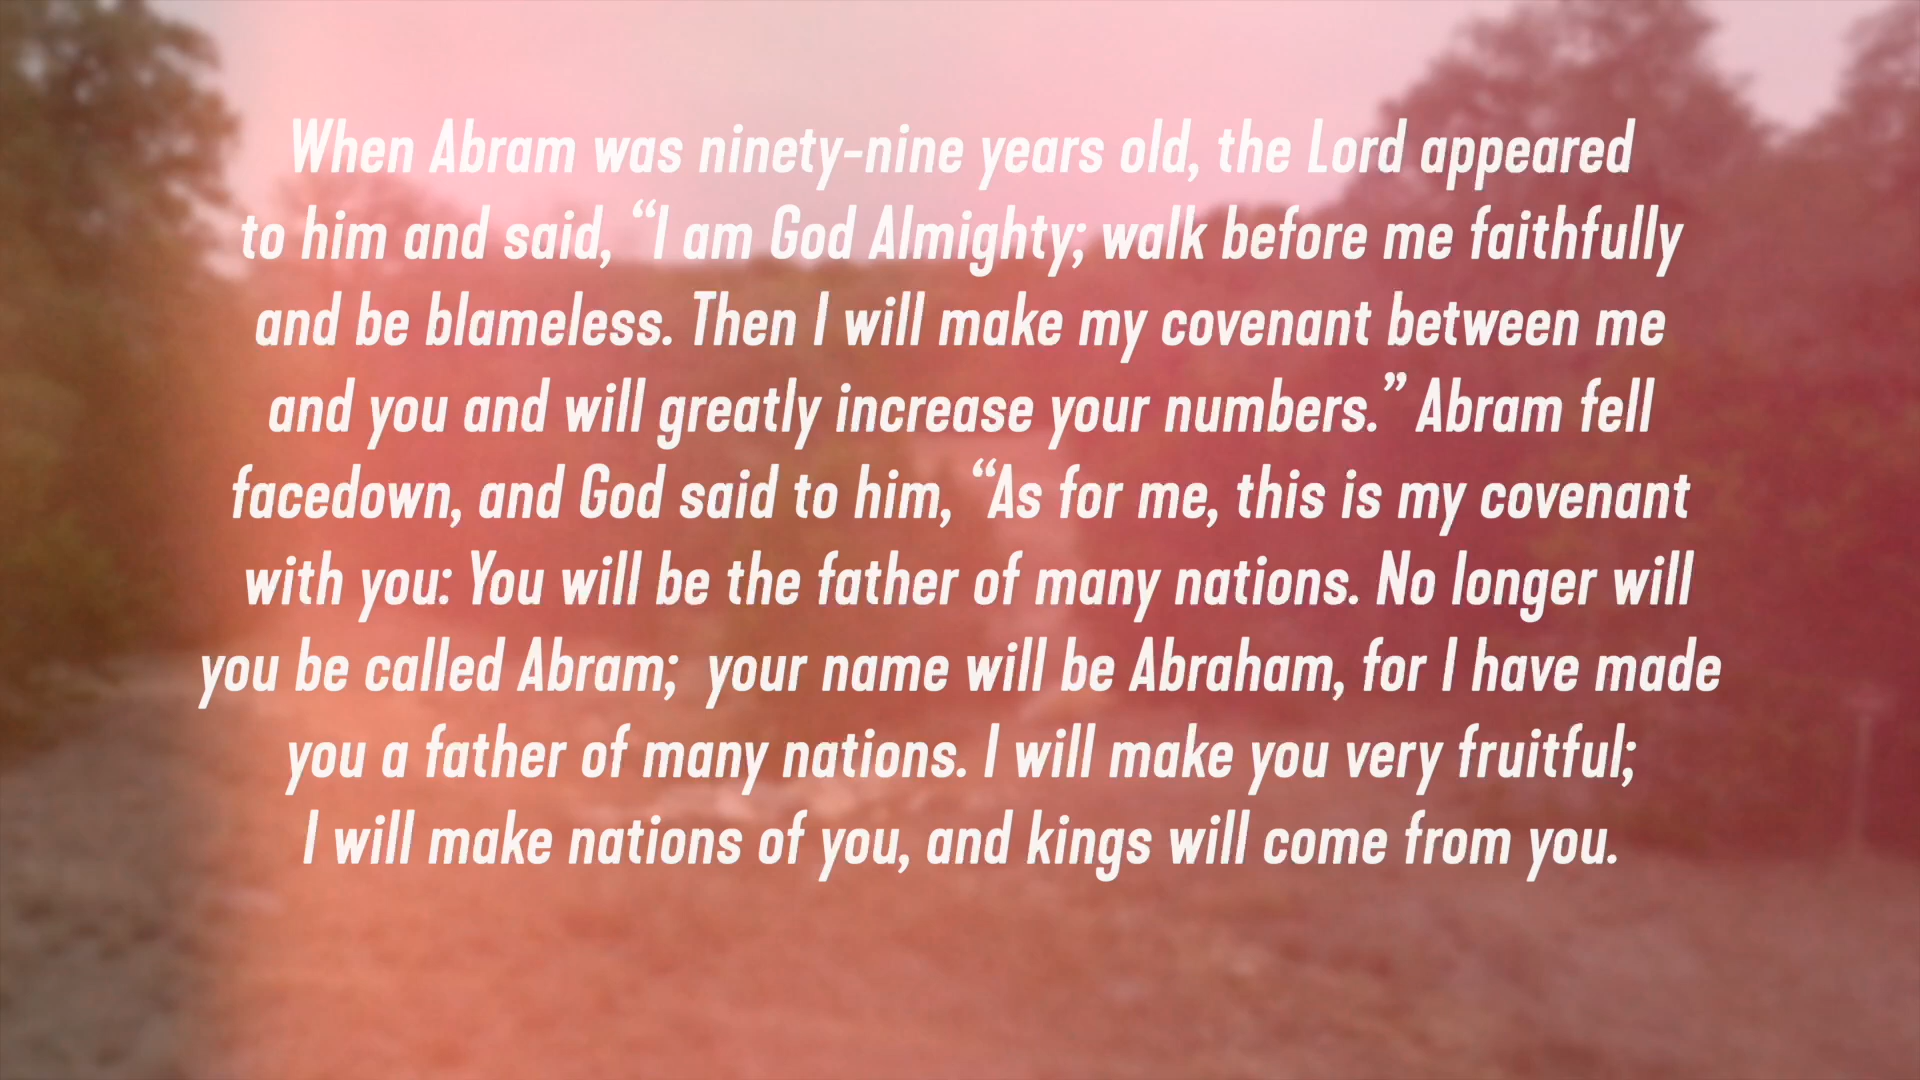 When Abram was ninety-nine years old, the Lord appeared
to him and said, “I am God Almighty; walk before me faithfully
and be blameless. Then I will make my covenant between me
and you and will greatly increase your numbers.” Abram fell
facedown, and God said to him, “As for me, this is my covenant
with you: You will be the father of many nations. No longer will
you be called Abram;  your name will be Abraham, for I have made
you a father of many nations. I will make you very fruitful;
I will make nations of you, and kings will come from you.